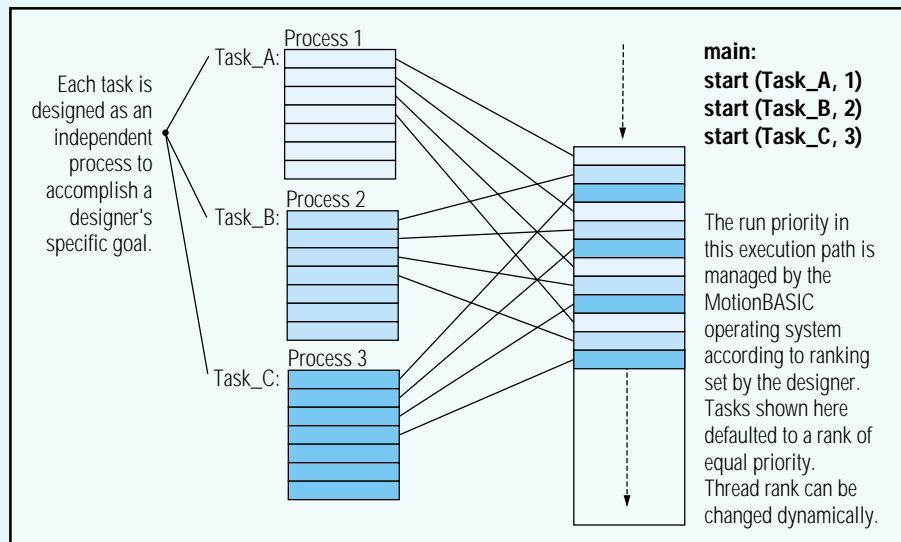 Each task is
designed as an
independent
process to
accomplish a
designer's
specific goal.
Task_A:
Process 1
Task_B:
Process 2
Task_C:
Process 3
main:
start (Task_A, 1)
start (Task_B, 2)
start (Task_C, 3)
The run priority in
this execution path is
managed by the
MotionBASIC
operating system
according to ranking
set by the designer.
Tasks shown here
defaulted to a rank of
equal priority.
Thread rank can be
changed dynamically.